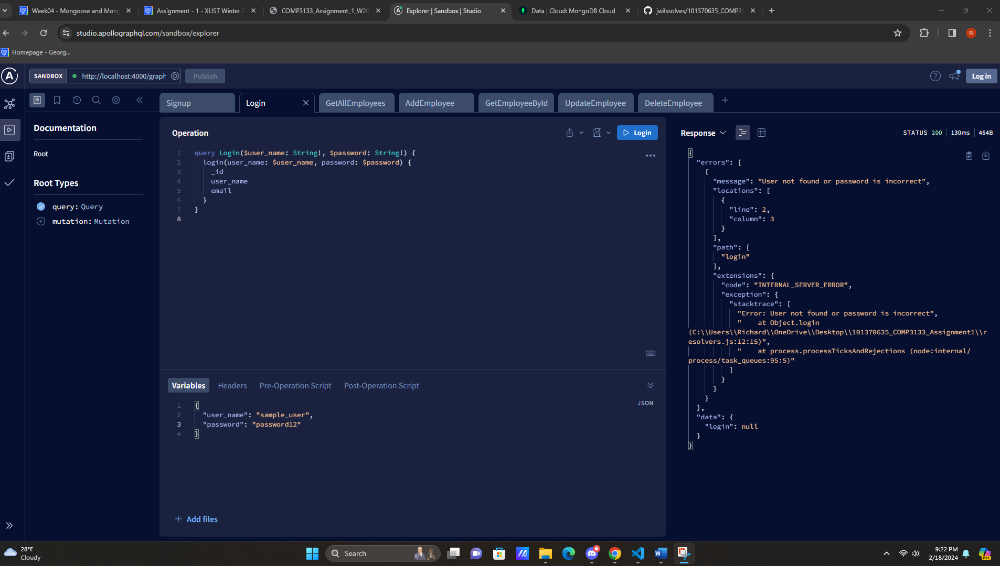 Week04 - Mongoose and Mong
Assignment - 1 - XLIST Winter 2
COMP3133_Assignment_1_W20
Explorer | Sandbox | Studio
Data | Cloud: MongoDB Cloud
jwilssolves/101370635_COMP31
studio.apollographql.com/sandbox/explorer
R
Homepage - Georg...
A
SANDBOX
http://localhost:4000/graph
Publish
Log in
Signup
Login
GetAllEmployees
AddEmployee
GetEmployeeById
UpdateEmployee
DeleteEmployee
Documentation
Root
Root Types
query: Query
mutation: Mutation
Operation
Login
1 query Login($user_name: String!, $password: String!) {
2 login(user_name: $user_name, password: $password) {
3 _id
4 user_name
5 email
6 }
7 }
8
Variables
Headers
Pre-Operation Script
Post-Operation Script
JSON
1 {
2 "user_name": "sample_user",
3 "password": "password12"
4 }
Add files
Response
STATUS 200
130ms
464B
{
"errors": [
{
"message": "User not found or password is incorrect",
"locations": [
{
"line": 2,
"column": 3
}
],
"path": [
"login"
],
"extensions": {
"code": "INTERNAL_SERVER_ERROR",
"exception": {
"stacktrace": [
"Error: User not found or password is incorrect",
"    at Object.login
(C:\\Users\\Richard\\OneDrive\\Desktop\\101370635_COMP3133_Assignment1\\r
esolvers.js:12:15)",
"    at process.processTicksAndRejections (node:internal/
process/task_queues:95:5)"
]
}
}
}
],
"data": {
"login": null
}
}
28°F
Cloudy
Search
9:22 PM
2/18/2024
PRE